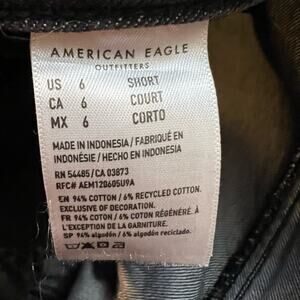 AMERICAN EAGLE
OUTFITTERS
US 6 SHORT
CA 6 COURT
MX 6 CORTO
MADE IN INDONESIA/ FABRIQUÉ EN
INDONÉSIE/ HECHO EN INDONESIA
RN 54485/CA 03873
RFC# AEM120605U9A
EN 94% COTTON/ 6% RECYCLED COTTON.
EXCLUSIVE OF DECORATION.
FR 94% COTON/ 6% COTON RÉGÉNÉRÉ. À
L'EXCEPTION DE LA GARNITURE.
SP 94% algodón/ 6% algodón reciclado.